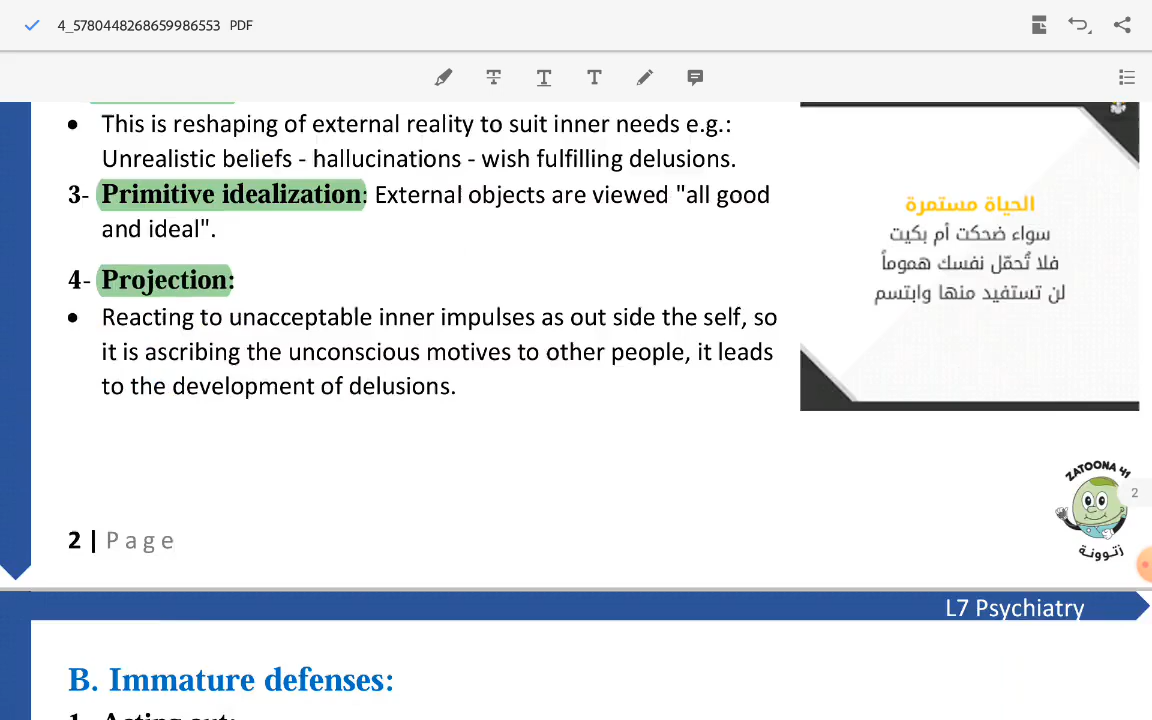 4_5780448268659986553 PDF
This is reshaping of external reality to suit inner needs e.g.:
Unrealistic beliefs - hallucinations - wish fulfilling delusions.
3- Primitive idealization: External objects are viewed "all good
and ideal".
4- Projection:
Reacting to unacceptable inner impulses as out side the self, so
it is ascribing the unconscious motives to other people, it leads
to the development of delusions.
الحياة مستمرة
سواء ضحكت أم بكيت
فلا تُحمّل نفسك هموماً
لن تستفيد منها وابتسم
ZATOONA 41
2
زتوونة
2 | Page
L7 Psychiatry
B. Immature defenses:
1- Acting out: